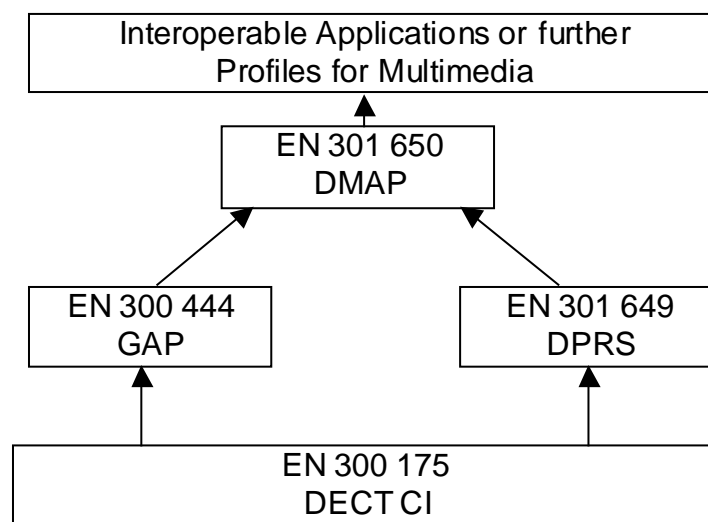 Interoperable Applications or further
Profiles for Multimedia
EN 301 650
DMAP
EN 300 444
GAP
EN 301 649
DPRS
EN 300 175
DECT CI